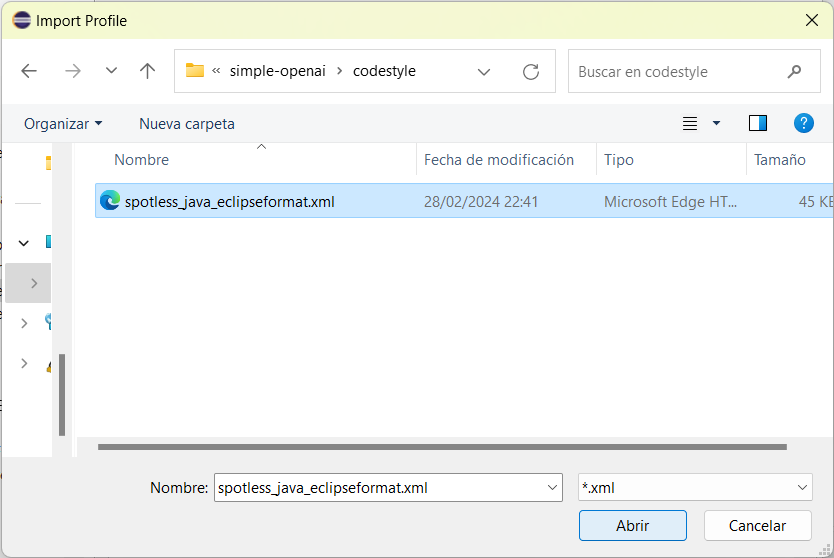 Import Profile
« simple-openai › codestyle
Buscar en codestyle
Organizar Nueva carpeta ?
Nombre Fecha de modificación Tipo Tamaño
spotless_java_eclipseformat.xml 28/02/2024 22:41 Microsoft Edge HT... 45 KB
Nombre: spotless_java_eclipseformat.xml *.xml
Abrir Cancelar